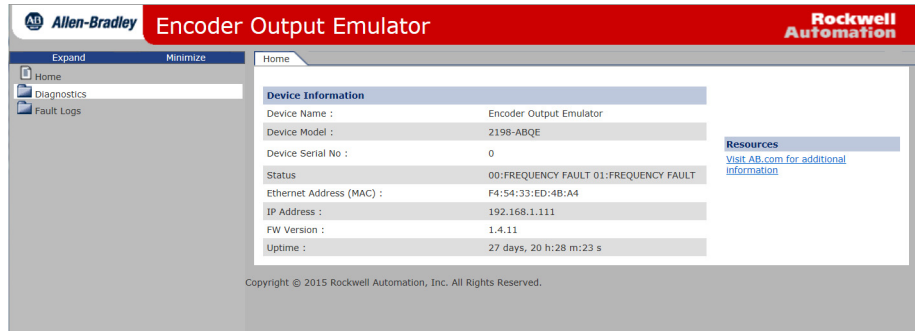 AB Allen-Bradley Encoder Output Emulator Rockwell Automation
Expand Minimize
Home
Diagnostics
Fault Logs
Home
Device Information
Device Name : Encoder Output Emulator
Device Model : 2198-ABQE
Device Serial No : 0
Status 00:FREQUENCY FAULT 01:FREQUENCY FAULT
Ethernet Address (MAC) : F4:54:33:ED:4B:A4
IP Address : 192.168.1.111
FW Version : 1.4.11
Uptime : 27 days, 20 h:28 m:23 s
Resources
Visit AB.com for additional
information
Copyright © 2015 Rockwell Automation, Inc. All Rights Reserved.